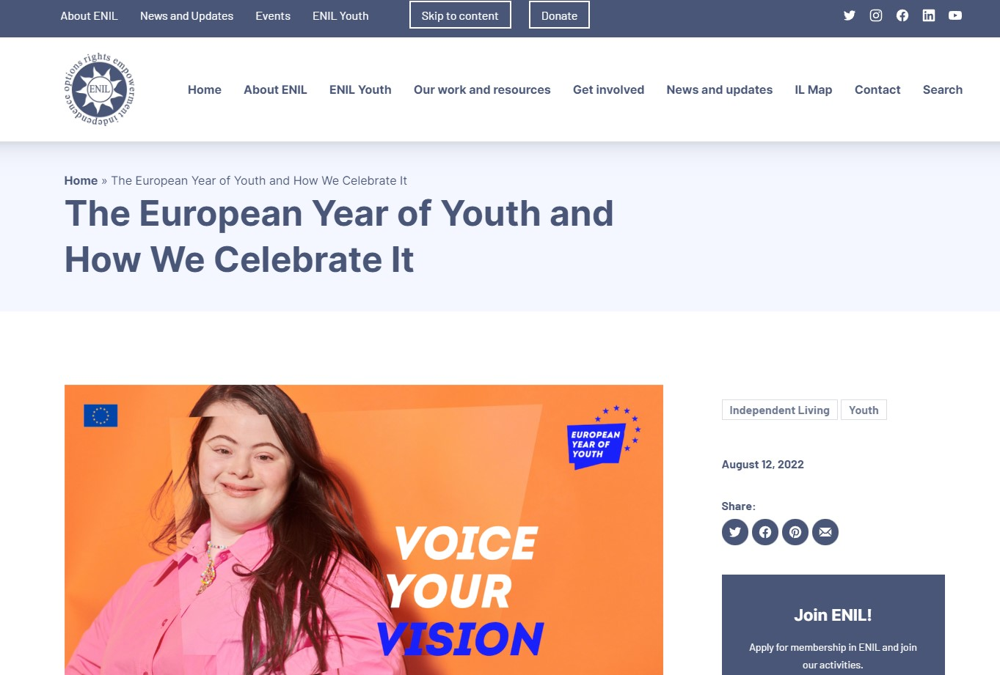 About ENIL News and Updates Events ENIL Youth Skip to content Donate
options rights empowerment independence
ENIL
Home About ENIL ENIL Youth Our work and resources Get involved News and updates IL Map Contact Search
Home » The European Year of Youth and How We Celebrate It
The European Year of Youth and
How We Celebrate It
EUROPEAN
YEAR OF
YOUTH
VOICE
YOUR
VISION
Independent Living Youth
August 12, 2022
Share:
Join ENIL!
Apply for membership in ENIL and join
our activities.